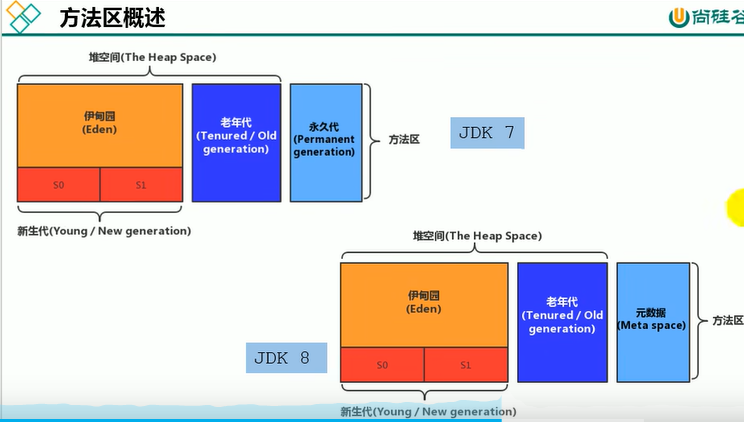 方法区概述
尚硅谷
堆空间(The Heap Space)
伊甸园
(Eden)
S0
S1
老年代
(Tenured / Old
generation)
永久代
(Permanent
generation)
方法区
JDK 7
新生代(Young / New generation)
堆空间(The Heap Space)
伊甸园
(Eden)
S0
S1
老年代
(Tenured / Old
generation)
元数据
(Meta space)
方法区
JDK 8
新生代(Young / New generation)